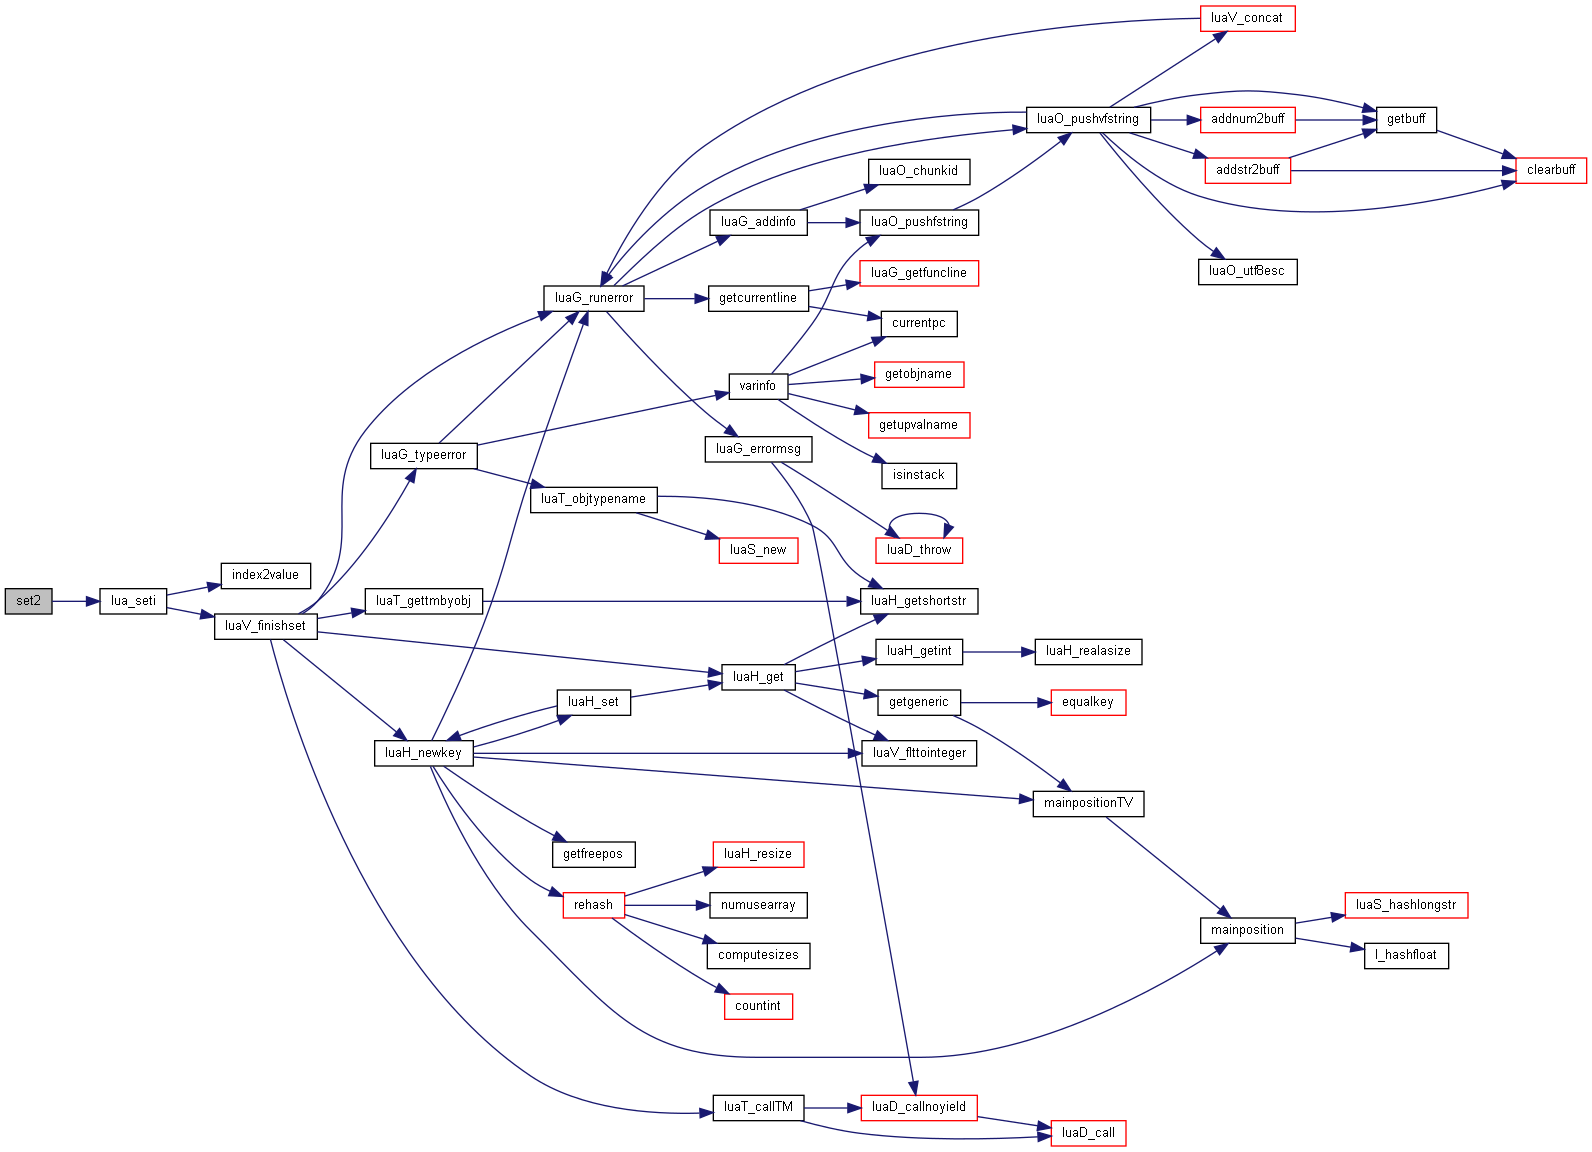 luaV_concat
luaO_pushvfstring
addnum2buff
getbuff
luaO_chunkid
addstr2buff
clearbuff
luaG_addinfo
luaO_pushfstring
luaG_getfuncline
luaO_utf8esc
luaG_runerror
getcurrentline
currentpc
getobjname
varinfo
getupvalname
luaG_typeerror
luaG_errormsg
isinstack
luaT_objtypename
luaS_new
luaD_throw
index2value
set2
lua_seti
luaT_gettmbyobj
luaH_getshortstr
luaV_finishset
luaH_getint
luaH_realasize
luaH_get
luaH_set
getgeneric
equalkey
luaH_newkey
luaV_flttointeger
mainpositionTV
getfreepos
luaH_resize
rehash
numusearray
luaS_hashlongstr
mainposition
computesizes
l_hashfloat
countint
luaT_callTM
luaD_callnoyield
luaD_call